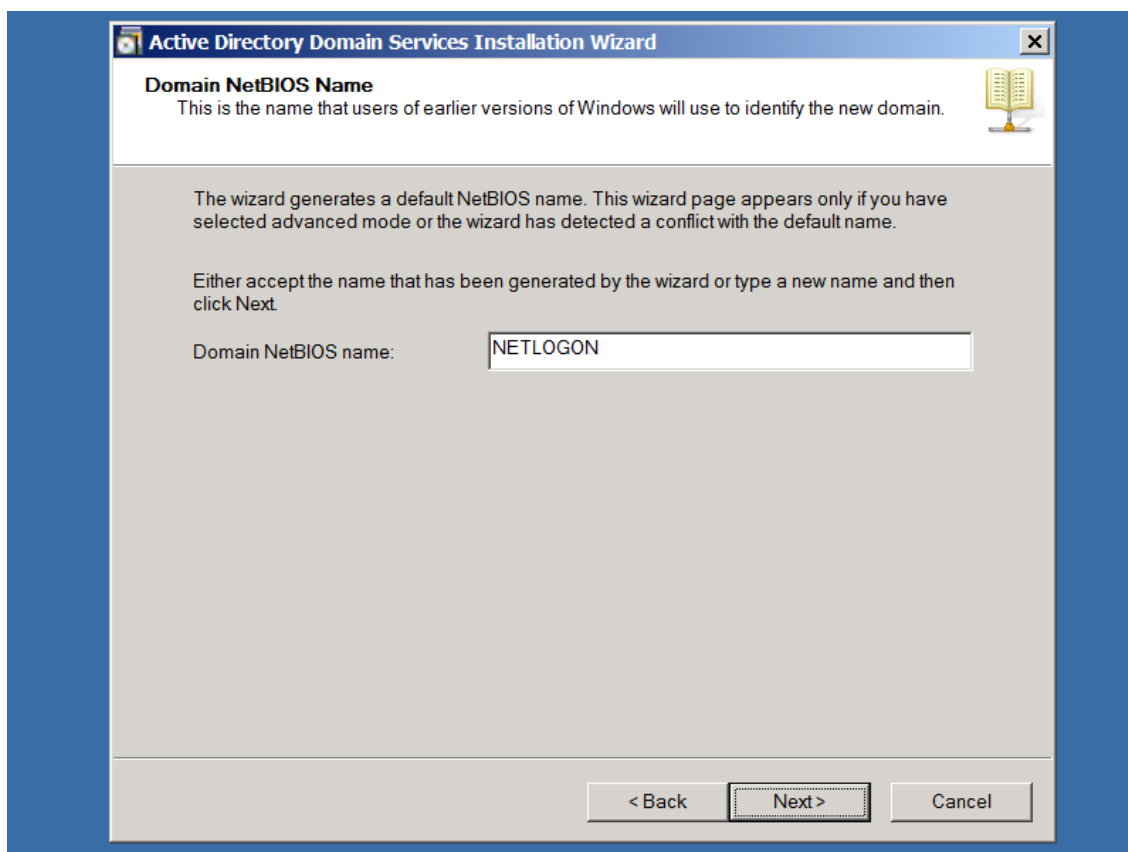 Active Directory Domain Services Installation Wizard
Domain NetBIOS Name
This is the name that users of earlier versions of Windows will use to identify the new domain.
The wizard generates a default NetBIOS name. This wizard page appears only if you have
selected advanced mode or the wizard has detected a conflict with the default name.
Either accept the name that has been generated by the wizard or type a new name and then
click Next.
Domain NetBIOS name: NETLOGON
< Back Next > Cancel